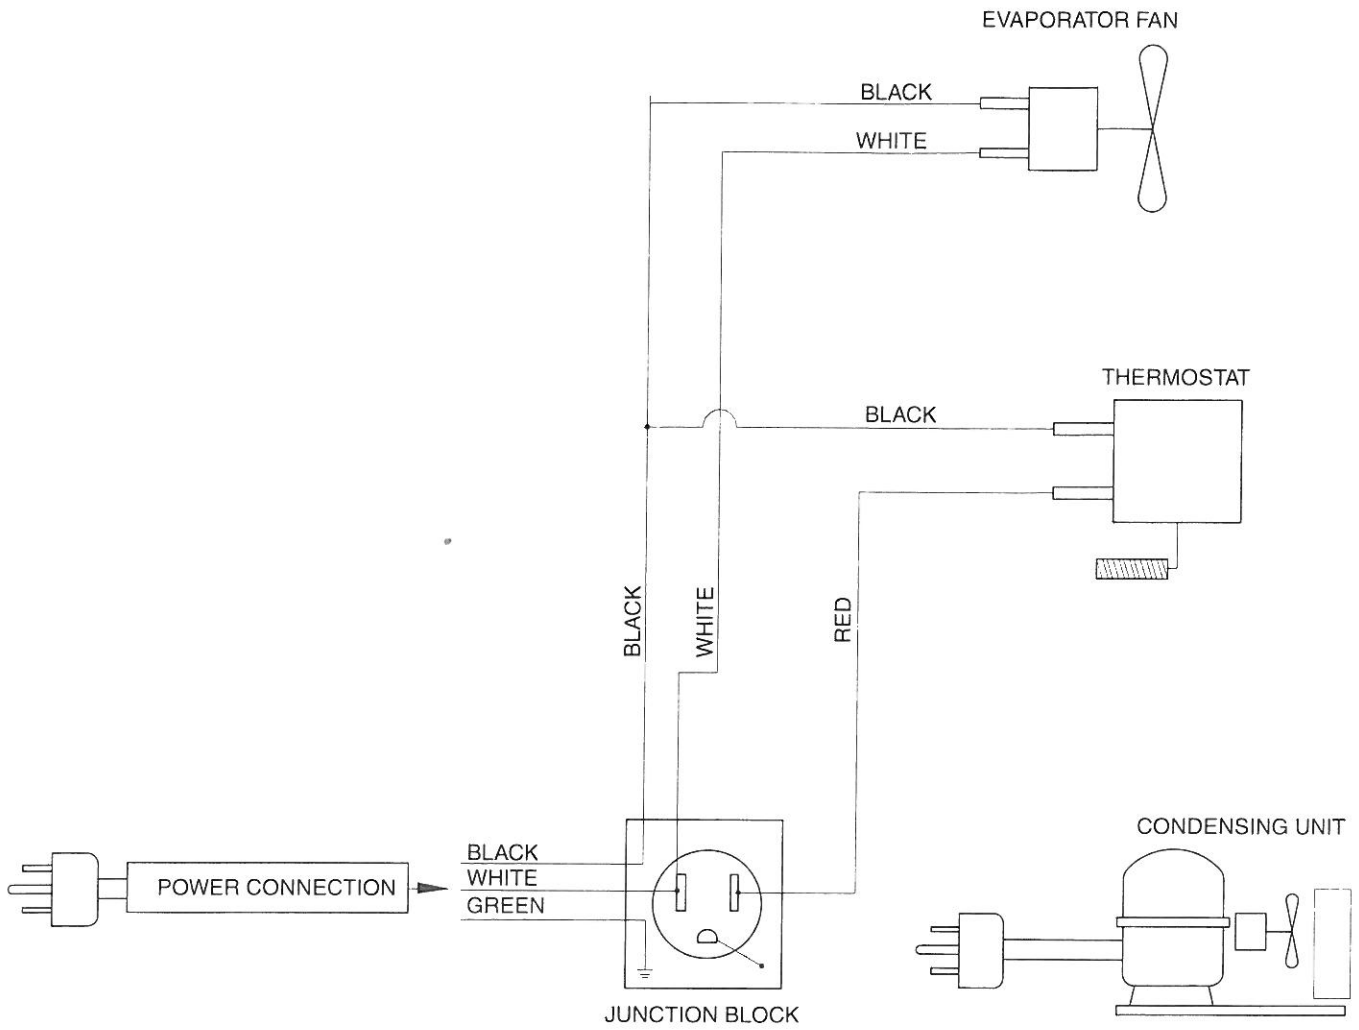 EVAPORATOR FAN
BLACK
WHITE
THERMOSTAT
BLACK
BLACK
WHITE
RED
CONDENSING UNIT
BLACK
WHITE
GREEN
POWER CONNECTION
JUNCTION BLOCK